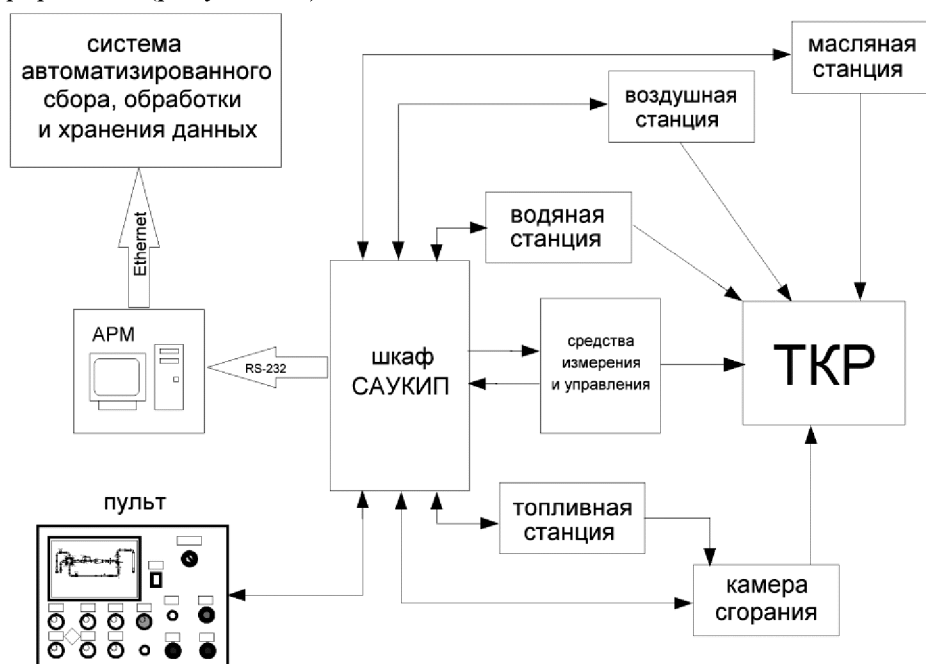 система
автоматизированного
сбора, обработки
и хранения данных
масляная
станция
воздушная
станция
водяная
станция
Ethernet
АРМ
RS-232
шкаф
САУКИП
средства
измерения
и управления
ТКР
пульт
топливная
станция
камера
сгорания